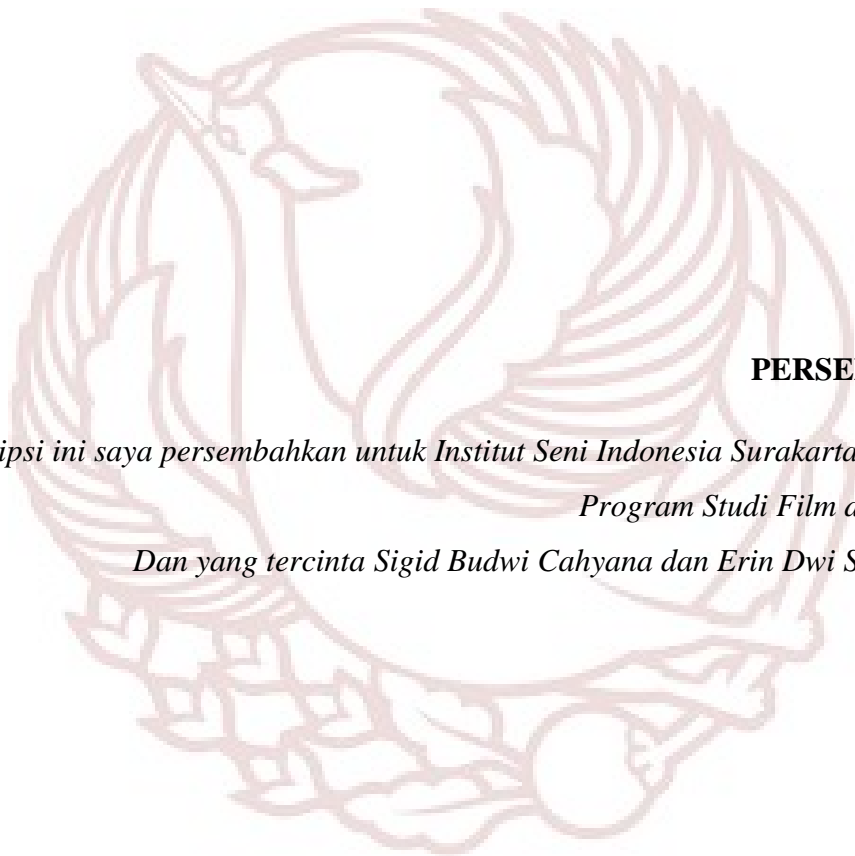 PERSE
ipsi ini saya persembahkan untuk Institut Seni Indonesia Surakarta
Program Studi Film
Dan yang tercinta Sigid Budwi Cahyana dan Erin Dwi S